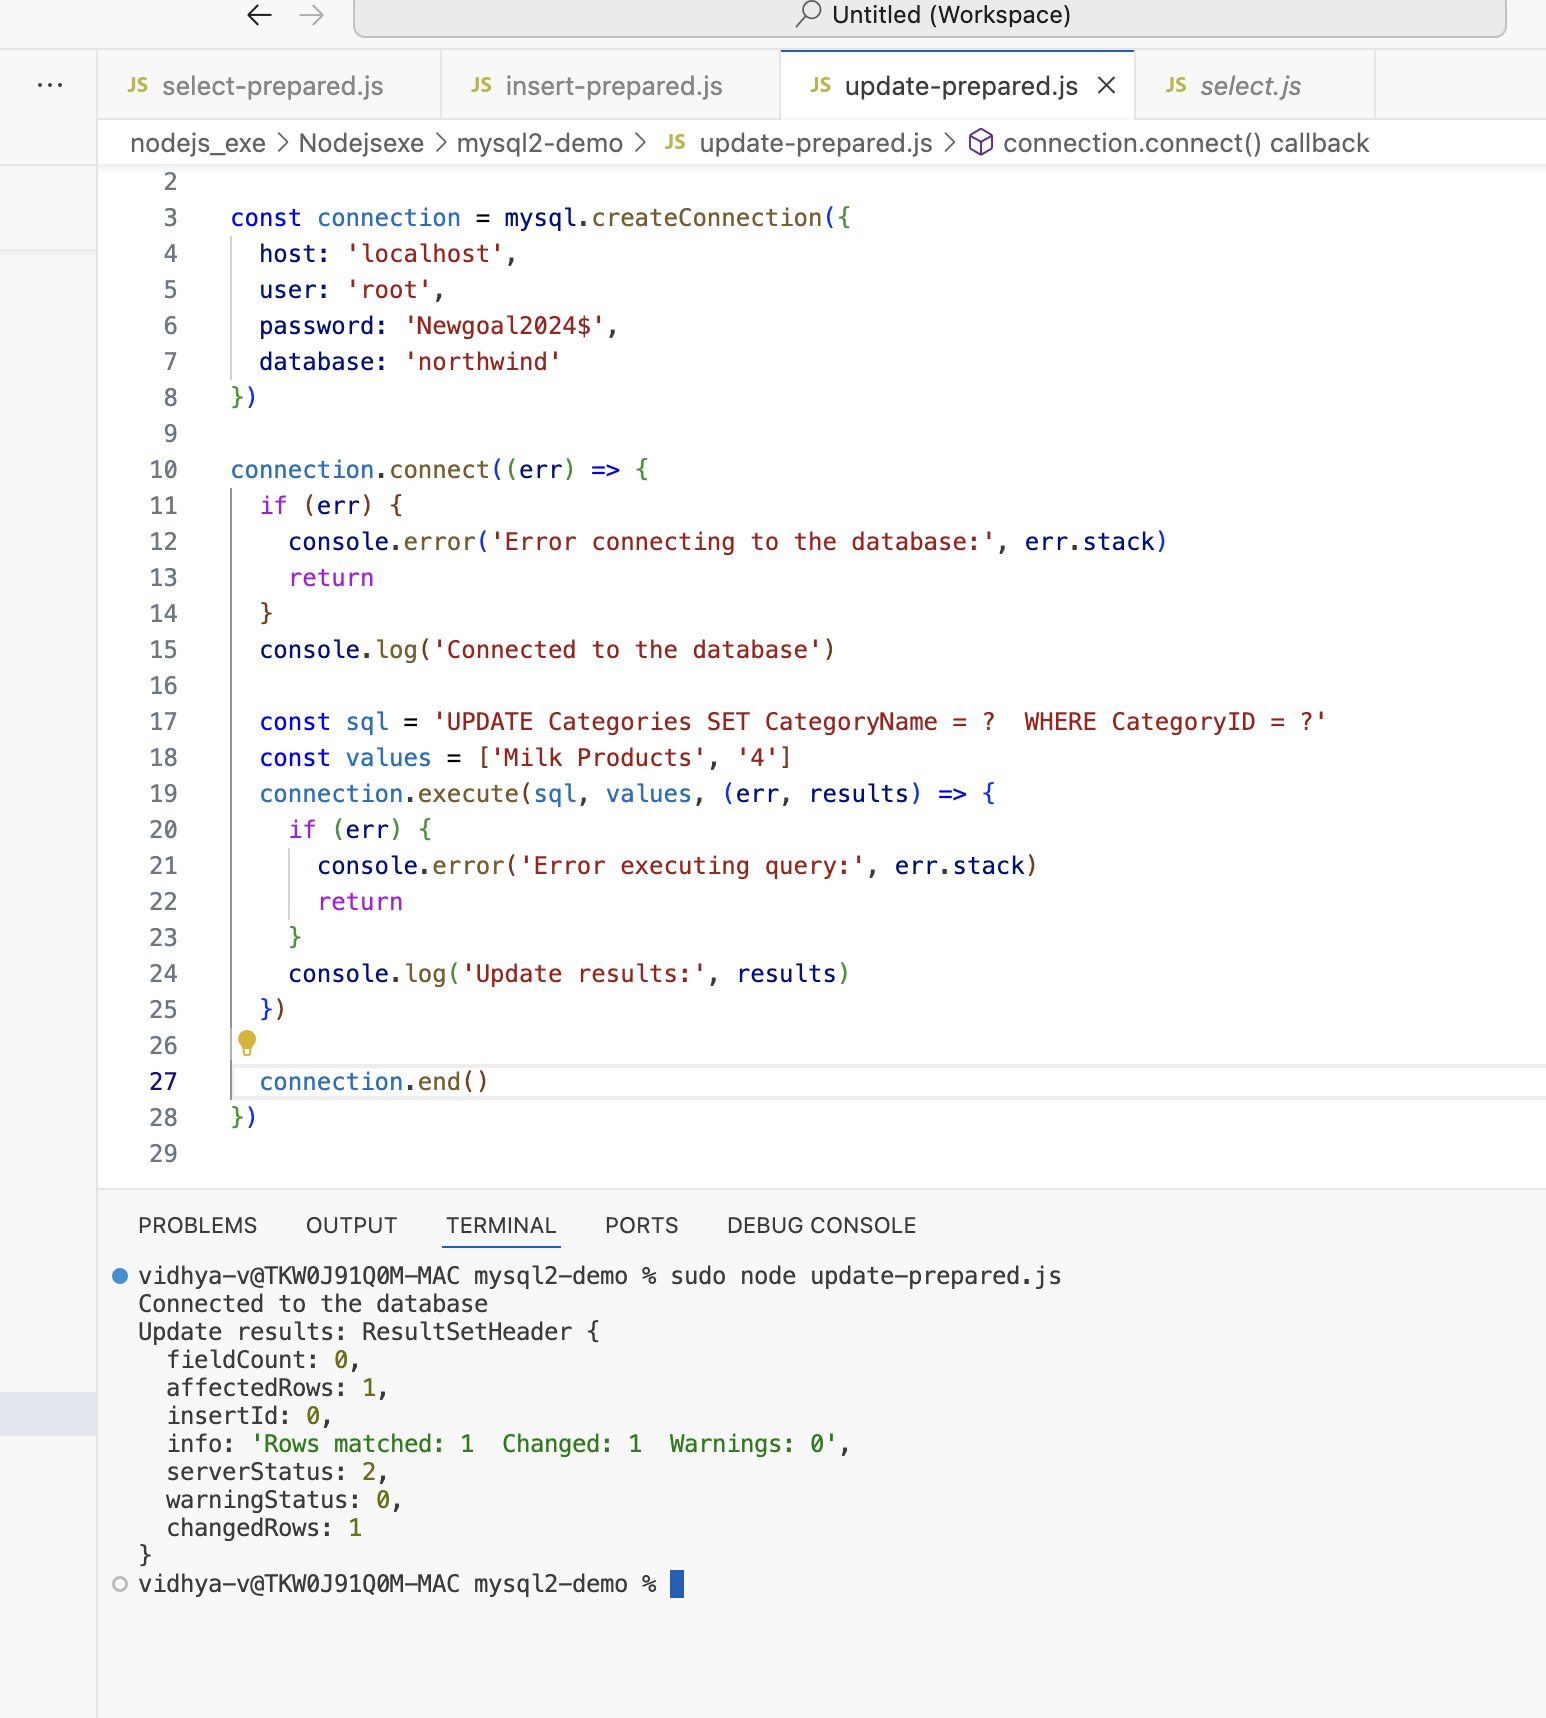 Untitled (Workspace)
JS select-prepared.js JS insert-prepared.js JS update-prepared.js JS select.js
nodejs_exe > Nodejsexe > mysql2-demo > JS update-prepared.js > connection.connect() callback
2
3 const connection = mysql.createConnection({
4   host: 'localhost',
5   user: 'root',
6   password: 'Newgoal2024$',
7   database: 'northwind'
8 })
9
10 connection.connect((err) => {
11   if (err) {
12     console.error('Error connecting to the database:', err.stack)
13     return
14   }
15   console.log('Connected to the database')
16
17   const sql = 'UPDATE Categories SET CategoryName = ?  WHERE CategoryID = ?'
18   const values = ['Milk Products', '4']
19   connection.execute(sql, values, (err, results) => {
20     if (err) {
21       console.error('Error executing query:', err.stack)
22       return
23     }
24     console.log('Update results:', results)
25   })
26
27   connection.end()
28 })
29
PROBLEMS OUTPUT TERMINAL PORTS DEBUG CONSOLE
vidhya-v@TKW0J91Q0M-MAC mysql2-demo % sudo node update-prepared.js
Connected to the database
Update results: ResultSetHeader {
  fieldCount: 0,
  affectedRows: 1,
  insertId: 0,
  info: 'Rows matched: 1  Changed: 1  Warnings: 0',
  serverStatus: 2,
  warningStatus: 0,
  changedRows: 1
}
vidhya-v@TKW0J91Q0M-MAC mysql2-demo %